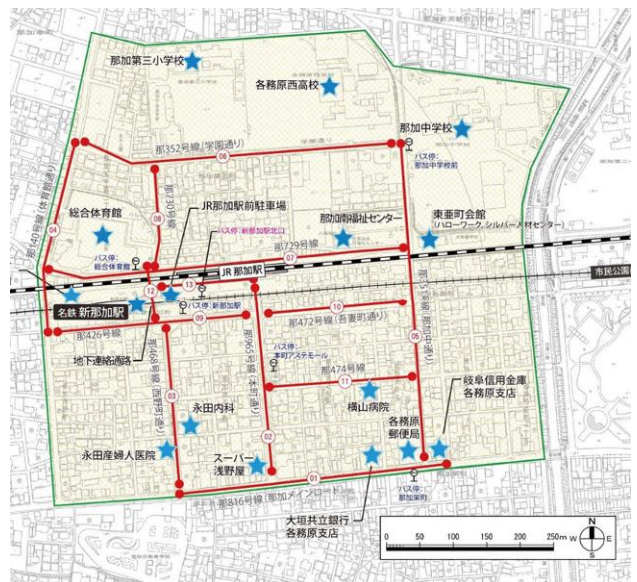 那加第三小学校
各務原西高校
那加中学校
那352号線(学園通り)
06
バス停:
那加中学校前
那140号線(体育館通り)
04
総合体育館
那730号線
08
JR那加駅前駐車場
バス停:新那加駅北口
那加南福祉センター
東亜町会館
(ハローワーク, シルバー人材センター)
バス停:
総合体育館
那729号線
07
JR 那加駅
市民公園
名鉄 新那加駅
12
13
バス停:新那加駅
那426号線
09
10
那472号線(吾妻町通り)
那351号線(那加中通り)
05
地下連絡通路
那468号線(西野町通り)
03
那965号線(本町通り)
02
バス停:
本町アステモール
那474号線
11
横山病院
岐阜信用金庫
各務原支店
永田内科
各務原
郵便局
永田産婦人医院
スーパー
浅野屋
01
那816号線(那加メインロード)
バス停:
那加栄町
大垣共立銀行
各務原支店
N
W
E
S
0
50
100
150
200
250m